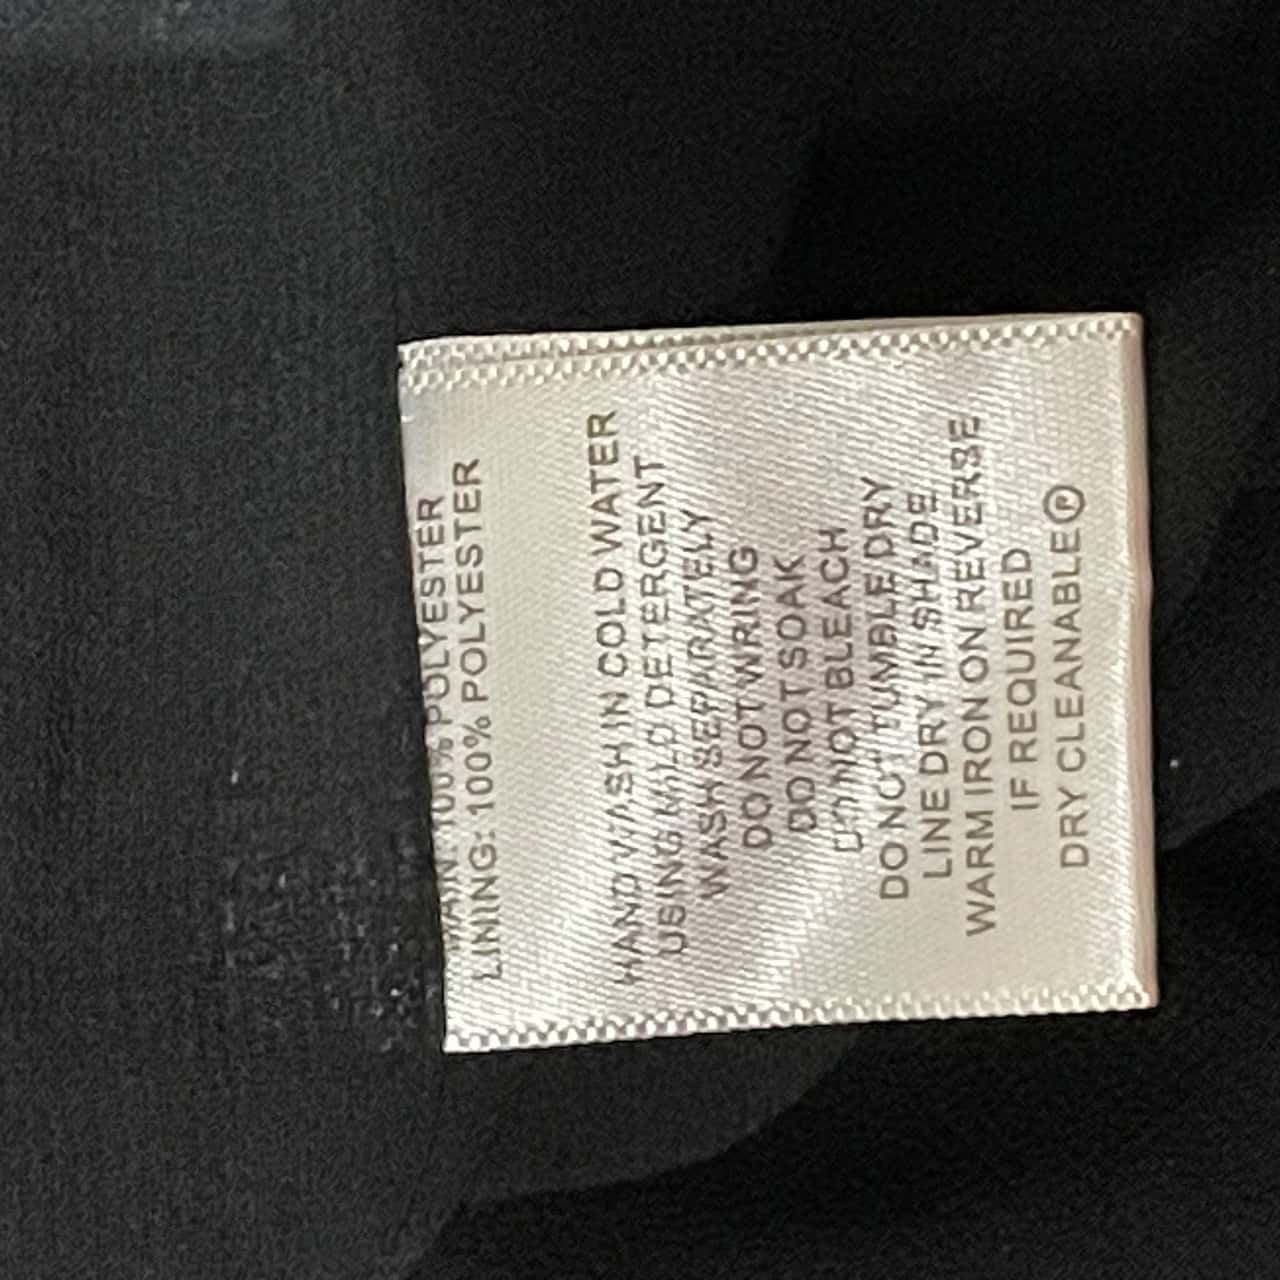 MAIN: 100% POLYESTER
LINING: 100% POLYESTER
HAND WASH IN COLD WATER
USING MILD DETERGENT
WASH SEPARATELY
DO NOT WRING
DO NOT SOAK
DO NOT BLEACH
DO NOT TUMBLE DRY
LINE DRY IN SHADE
WARM IRON ON REVERSE
IF REQUIRED
DRY CLEANABLE Ⓟ